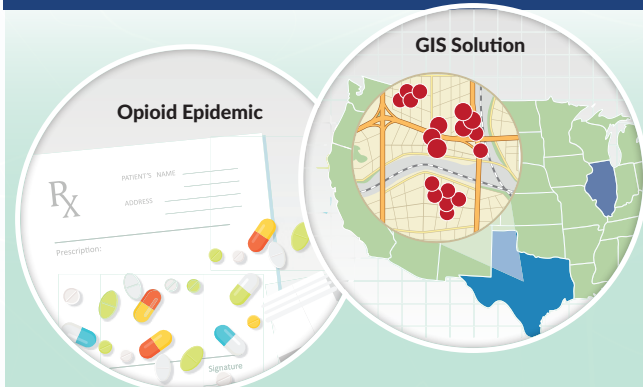 GIS Solution
Opioid Epidemic
Rx
PATIENT'S NAME
ADDRESS
Prescription:
Signature